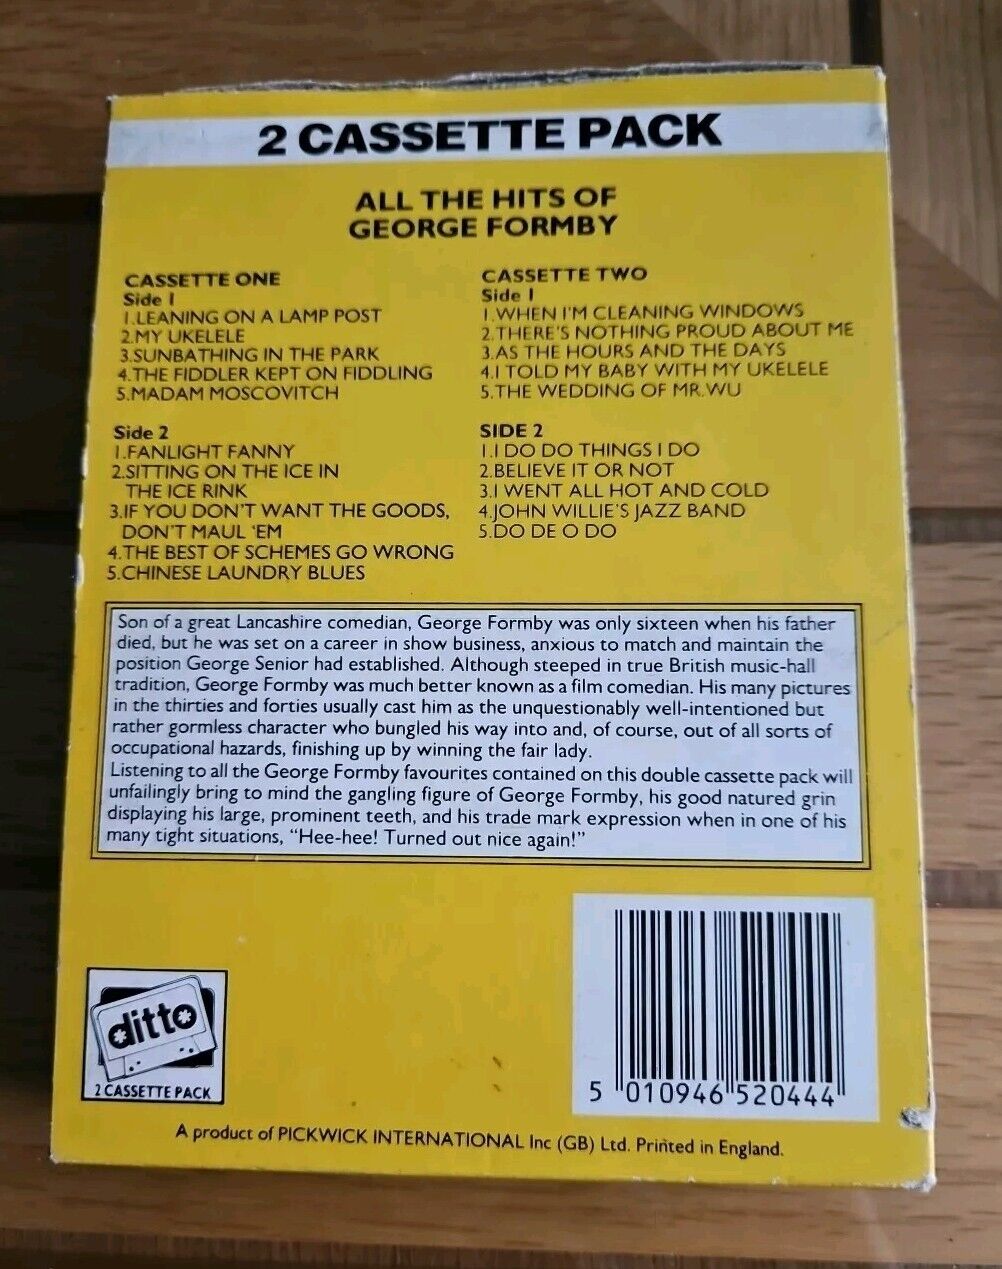 2 CASSETTE PACK
ALL THE HITS OF
GEORGE FORMBY
CASSETTE ONE
Side 1
1.LEANING ON A LAMP POST
2.MY UKELELE
3.SUNBATHING IN THE PARK
4.THE FIDDLER KEPT ON FIDDLING
5.MADAM MOSCOVITCH
Side 2
1.FANLIGHT FANNY
2.SITTING ON THE ICE IN
THE ICE RINK
3.IF YOU DON'T WANT THE GOODS,
DON'T MAUL 'EM
4.THE BEST OF SCHEMES GO WRONG
5.CHINESE LAUNDRY BLUES
CASSETTE TWO
Side 1
1.WHEN I'M CLEANING WINDOWS
2.THERE'S NOTHING PROUD ABOUT ME
3.AS THE HOURS AND THE DAYS
4.I TOLD MY BABY WITH MY UKELELE
5.THE WEDDING OF MR.WU
SIDE 2
1.I DO DO THINGS I DO
2.BELIEVE IT OR NOT
3.I WENT ALL HOT AND COLD
4.JOHN WILLIE'S JAZZ BAND
5.DO DE O DO
Son of a great Lancashire comedian, George Formby was only sixteen when his father
died, but he was set on a career in show business, anxious to match and maintain the
position George Senior had established. Although steeped in true British music-hall
tradition, George Formby was much better known as a film comedian. His many pictures
in the thirties and forties usually cast him as the unquestionably well-intentioned but
rather gormless character who bungled his way into and, of course, out of all sorts of
occupational hazards, finishing up by winning the fair lady.
Listening to all the George Formby favourites contained on this double cassette pack will
unfailingly bring to mind the gangling figure of George Formby, his good natured grin
displaying his large, prominent teeth, and his trade mark expression when in one of his
many tight situations, "Hee-hee! Turned out nice again!"
ditto
2 CASSETTE PACK
5 010946 520444
A product of PICKWICK INTERNATIONAL Inc (GB) Ltd. Printed in England.